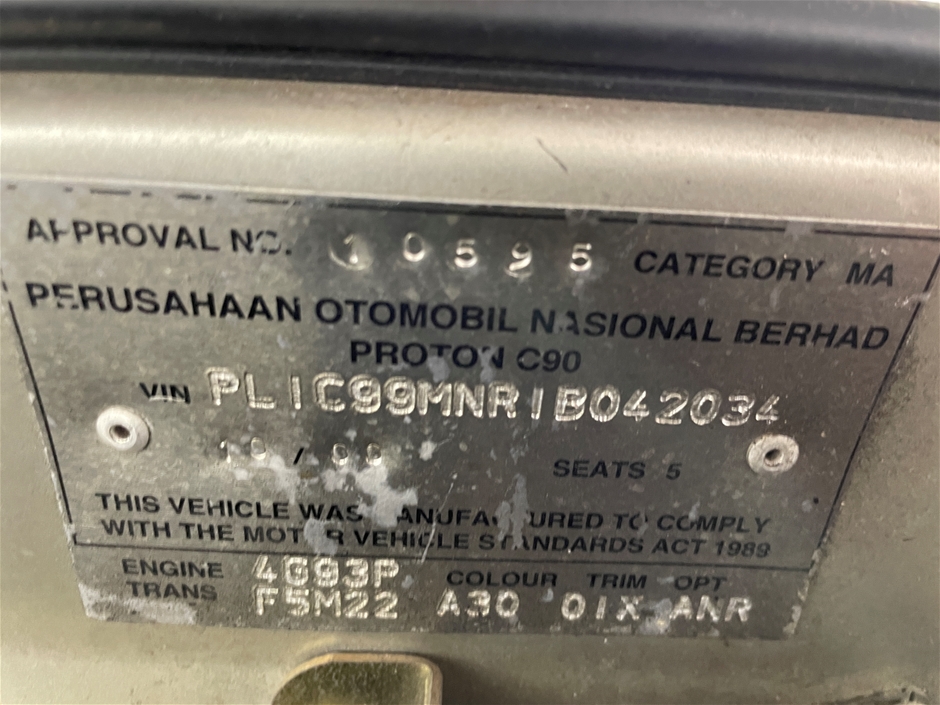 APPROVAL NO. 10595 CATEGORY MA
PERUSAHAAN OTOMOBIL NASIONAL BERHAD
PROTON C90
VIN PL1C99MNR1B042034
10/00 SEATS 5
THIS VEHICLE WAS MANUFACTURED TO COMPLY
WITH THE MOTOR VEHICLE STANDARDS ACT 1989
ENGINE 4G93P COLOUR TRIM OPT
TRANS F5M22 A30 01X ANR